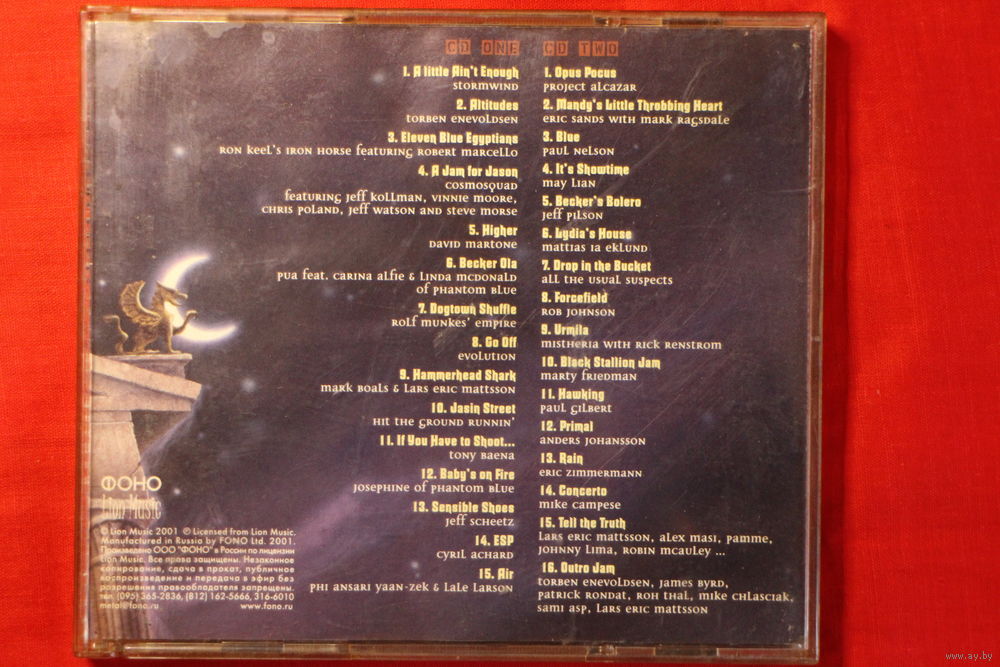 CD ONE
1. A little Ain't Enough
stormwind
2. Altitudes
torben enevoldsen
3. Eleven Blue Egyptians
ron keel's iron horse featuring robert marcello
4. A Jam for Jason
cosmosquad
featuring jeff kollman, vinnie moore,
chris poland, jeff watson and steve morse
5. Higher
david martone
6. Becker Ola
pua feat. carina alfie & linda mcdonald
of phantom blue
7. Dogtown Shuffle
rolf munkes' empire
8. Go Off
evolution
9. Hammerhead Shark
mark boals & lars eric mattsson
10. Jasin Street
hit the ground runnin'
11. If You Have to Shoot...
tony baena
12. Baby's on Fire
josephine of phantom blue
13. Sensible Shoes
jeff scheetz
14. ESP
cyril achard
15. Air
phi ansari yaan-zek & lale larson
CD TWO
1. Opus Pocus
project alcazar
2. Mandy's Little Throbbing Heart
eric sands with mark ragsdale
3. Blue
paul nelson
4. It's Showtime
may lian
5. Becker's Bolero
jeff pilson
6. Lydia's House
mattias ia eklund
7. Drop in the Bucket
all the usual suspects
8. Forcefield
rob johnson
9. Urmila
mistheria with rick renstrom
10. Black Stallion Jam
marty friedman
11. Hawking
paul gilbert
12. Primal
anders johansson
13. Rain
eric zimmermann
14. Concerto
mike campese
15. Tell the Truth
lars eric mattsson, alex masi, pamme,
johnny lima, robin mcauley ...
16. Outro Jam
torben enevoldsen, james byrd,
patrick rondat, roh thal, mike chlasciak,
sami asp, lars eric mattsson
ФОНО
Lion Music
© Lion Music 2001 ℗ Licensed from Lion Music.
Manufactured in Russia by FONO Ltd. 2001.
Произведено ООО "ФОНО" в России по лицензии
Lion Music. Все права защищены. Незаконное
копирование, сдача в прокат, публичное
воспроизведение и передача в эфир без
разрешения правообладателя запрещены.
тел: (095) 365-2836, (812) 162-5666, 316-6010
metal@fono.ru www.fono.ru
www.ay.by